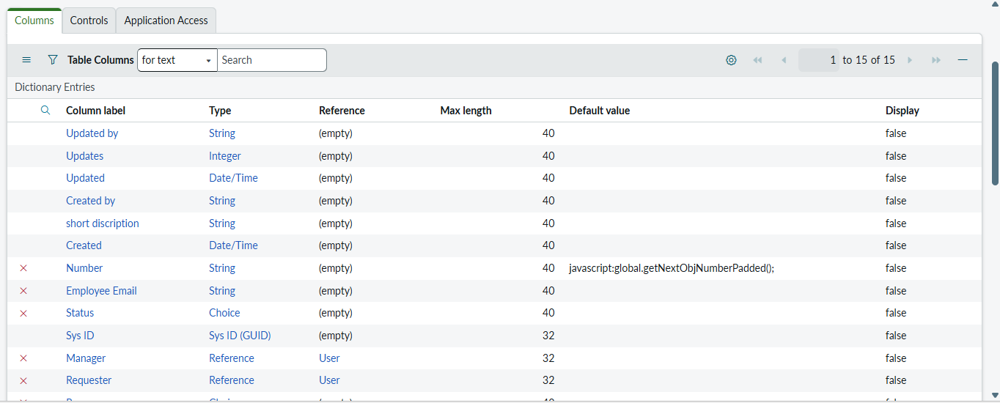 Columns Controls Application Access
Table Columns for text Search 1 to 15 of 15
Dictionary Entries
Column label Type Reference Max length Default value Display
Updated by String (empty) 40 false
Updates Integer (empty) 40 false
Updated Date/Time (empty) 40 false
Created by String (empty) 40 false
short discription String (empty) 40 false
Created Date/Time (empty) 40 false
Number String (empty) 40 javascript:global.getNextObjNumberPadded(); false
Employee Email String (empty) 40 false
Status Choice (empty) 40 false
Sys ID Sys ID (GUID) (empty) 32 false
Manager Reference User 32 false
Requester Reference User 32 false